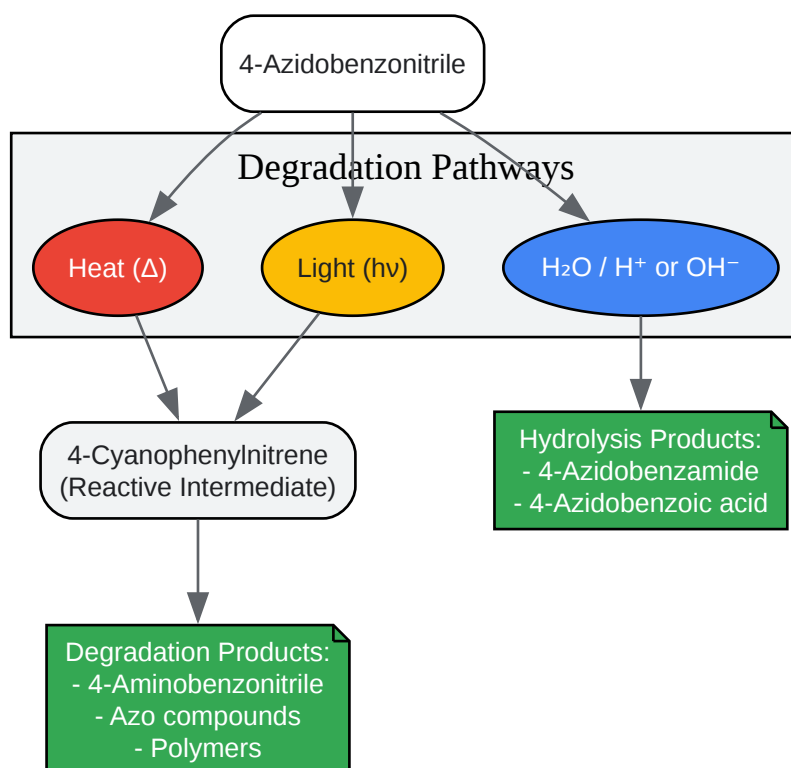 4-Azidobenzonitrile
Degradation Pathways
Heat (Δ)
Light (hν)
H₂O / H⁺ or OH⁻
4-Cyanophenylnitrene
(Reactive Intermediate)
Hydrolysis Products:
- 4-Azidobenzamide
- 4-Azidobenzoic acid
Degradation Products:
- 4-Aminobenzonitrile
- Azo compounds
- Polymers